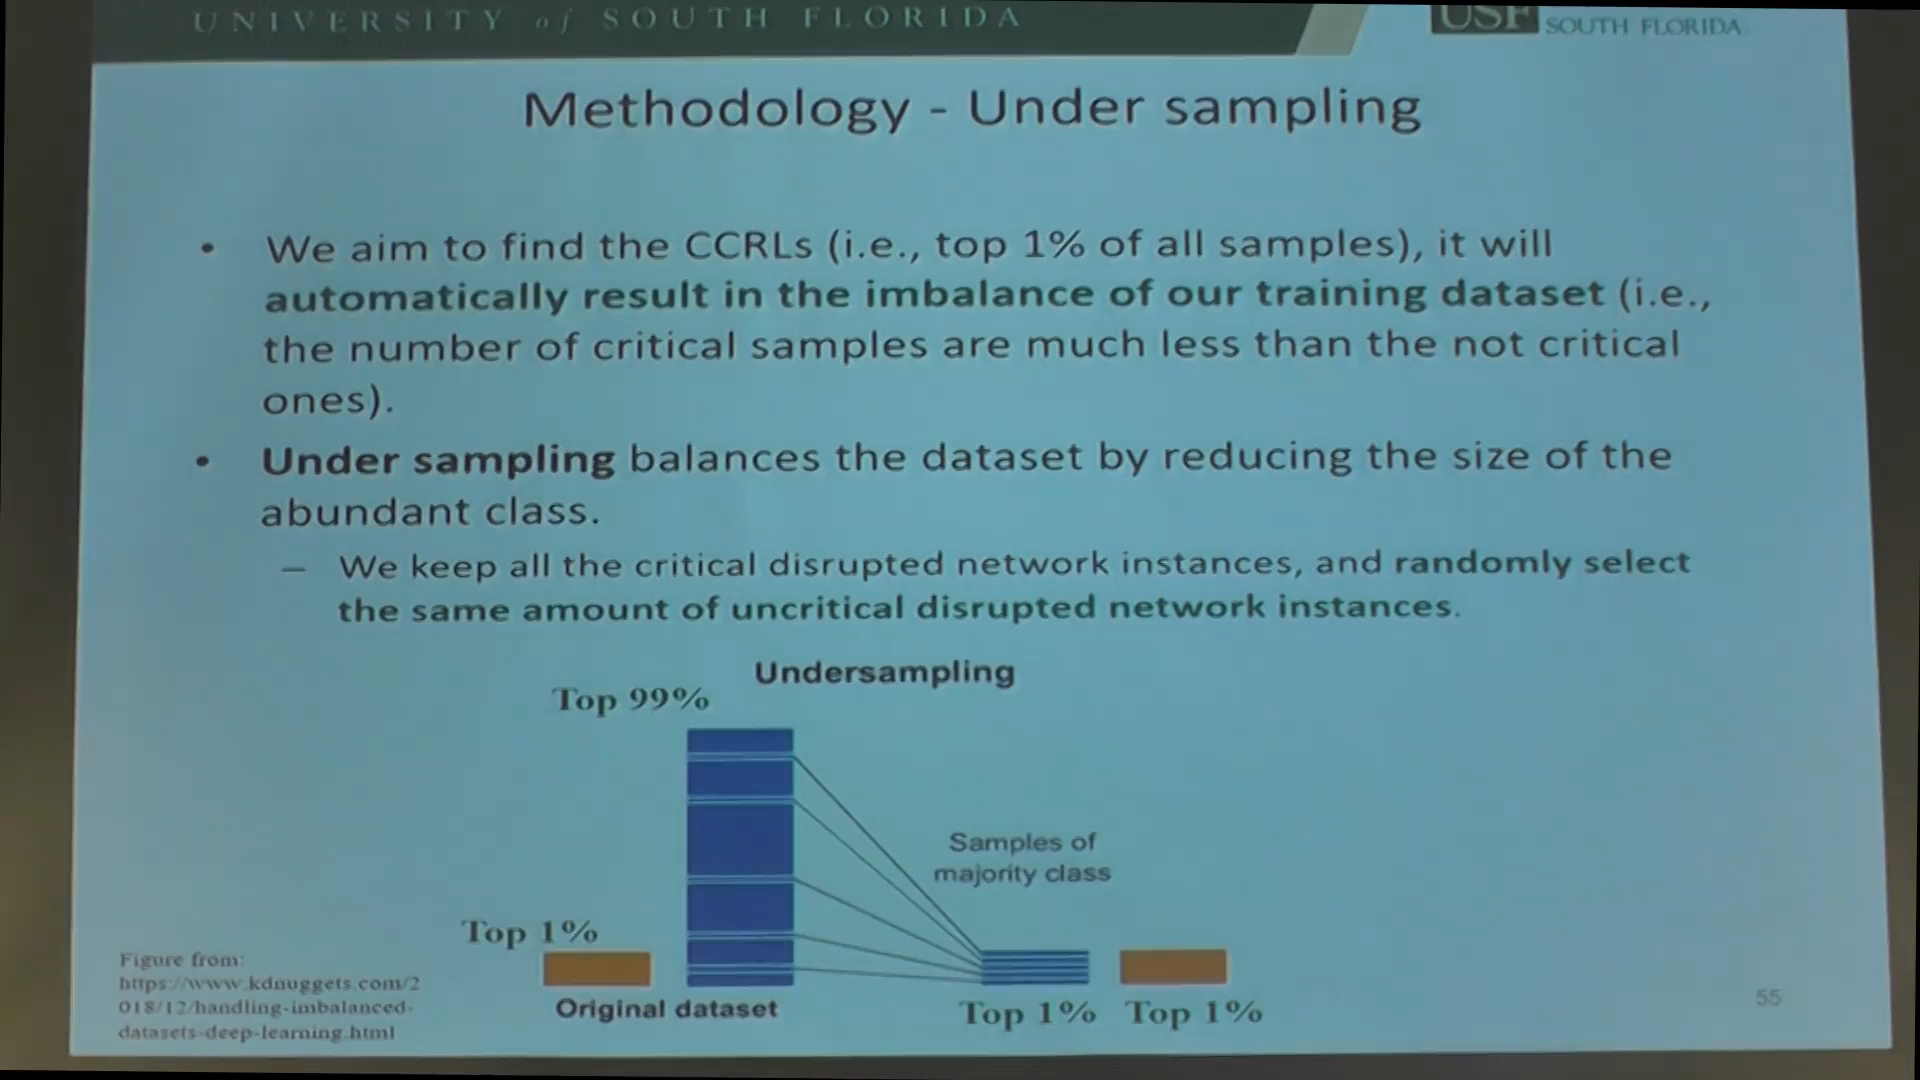 UNIVERSITY of SOUTH FLORIDA
USF
SOUTH FLORIDA
Methodology - Under sampling
• We aim to find the CCRLs (i.e., top 1% of all samples), it will
automatically result in the imbalance of our training dataset (i.e.,
the number of critical samples are much less than the not critical
ones).
• Under sampling balances the dataset by reducing the size of the
abundant class.
– We keep all the critical disrupted network instances, and randomly select
the same amount of uncritical disrupted network instances.
Undersampling
Top 99%
Samples of
majority class
Top 1%
Original dataset
Top 1% Top 1%
Figure from:
https://www.kdnuggets.com/2
018/12/handling-imbalanced-
datasets-deep-learning.html
55